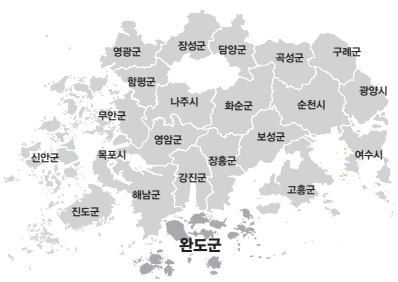 영광군
장성군
담양군
곡성군
구례군
함평군
나주시
화순군
순천시
광양시
무안군
신안군
목포시
영암군
장흥군
보성군
여수시
강진군
해남군
고흥군
진도군
완도군